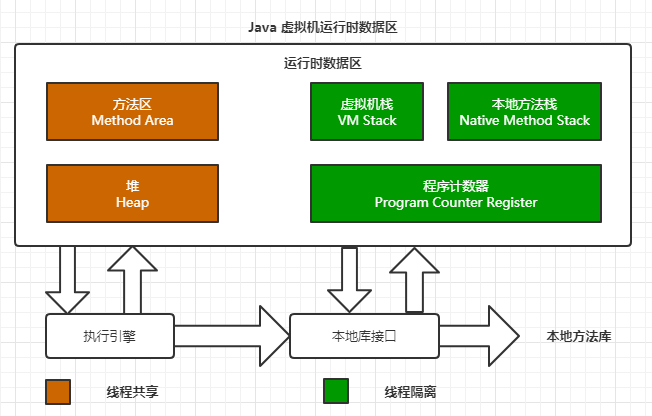 Java 虚拟机运行时数据区
运行时数据区
方法区
Method Area
虚拟机栈
VM Stack
本地方法栈
Native Method Stack
堆
Heap
程序计数器
Program Counter Register
执行引擎
本地库接口
本地方法库
线程共享
线程隔离